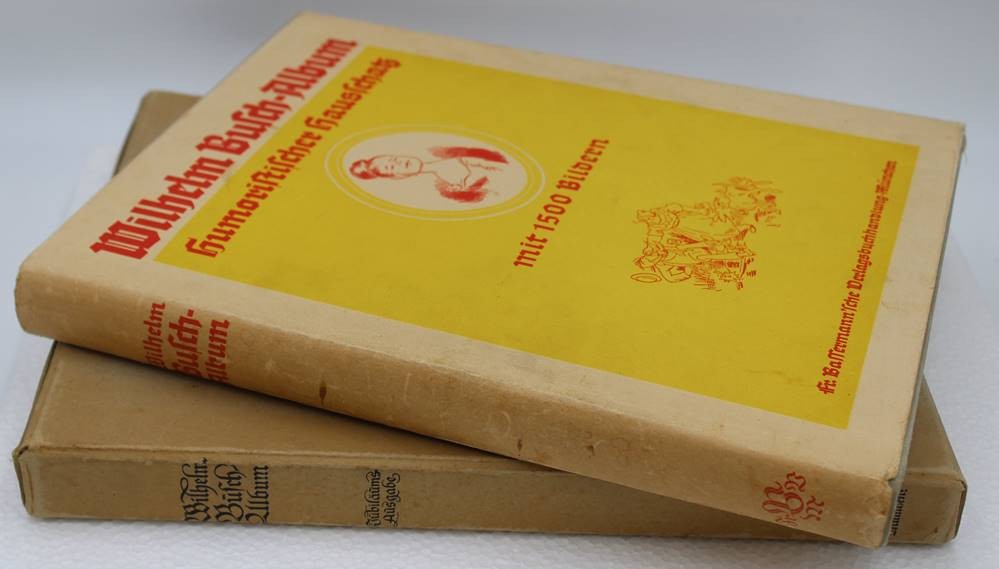 Wilhelm Busch-Album
Humoristischer Hausschatz
mit 1500 Bildern
Fr. Bassermann'sche Verlagsbuchhandlung · München
Wilhelm
Busch-
Album
Wilhelm
Busch
Album
Jubiläums
Ausgabe